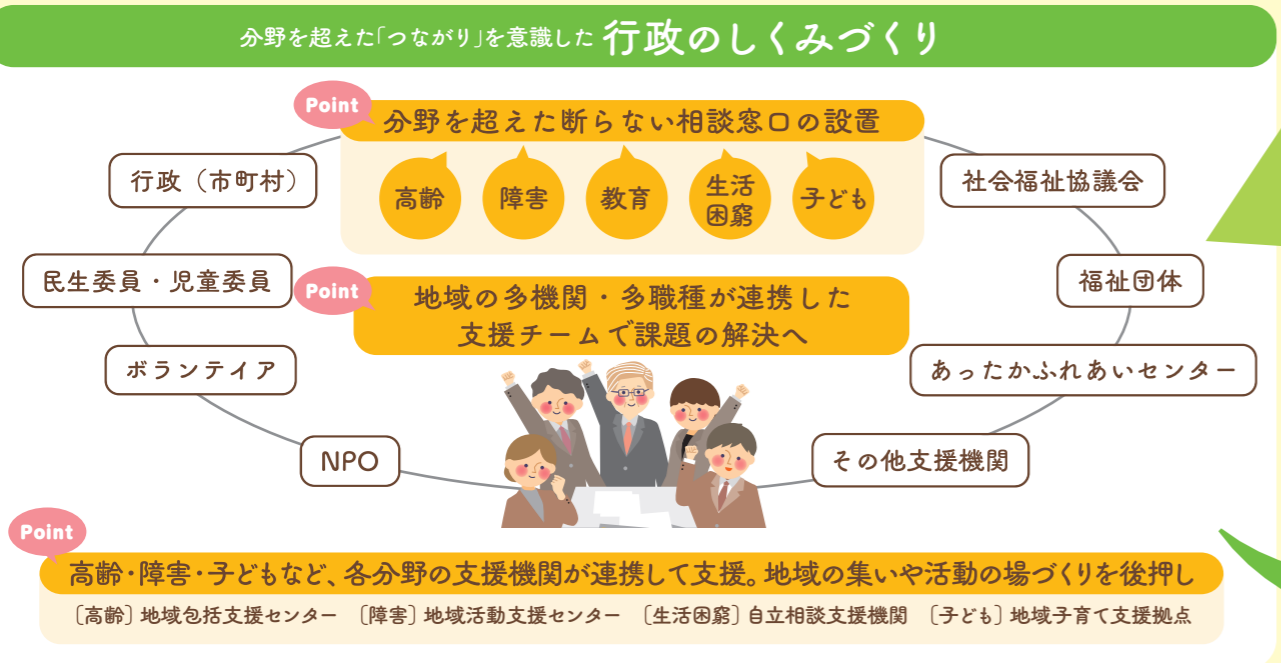 分野を超えた「つながり」を意識した 行政のしくみづくり
Point
分野を超えた断らない相談窓口の設置
高齢
障害
教育
生活
困窮
子ども
行政（市町村）
社会福祉協議会
民生委員・児童委員
福祉団体
Point
地域の多機関・多職種が連携した
支援チームで課題の解決へ
ボランテイア
あったかふれあいセンター
NPO
その他支援機関
Point
高齢・障害・子どもなど、各分野の支援機関が連携して支援。地域の集いや活動の場づくりを後押し
〔高齢〕地域包括支援センター 〔障害〕地域活動支援センター 〔生活困窮〕自立相談支援機関 〔子ども〕地域子育て支援拠点